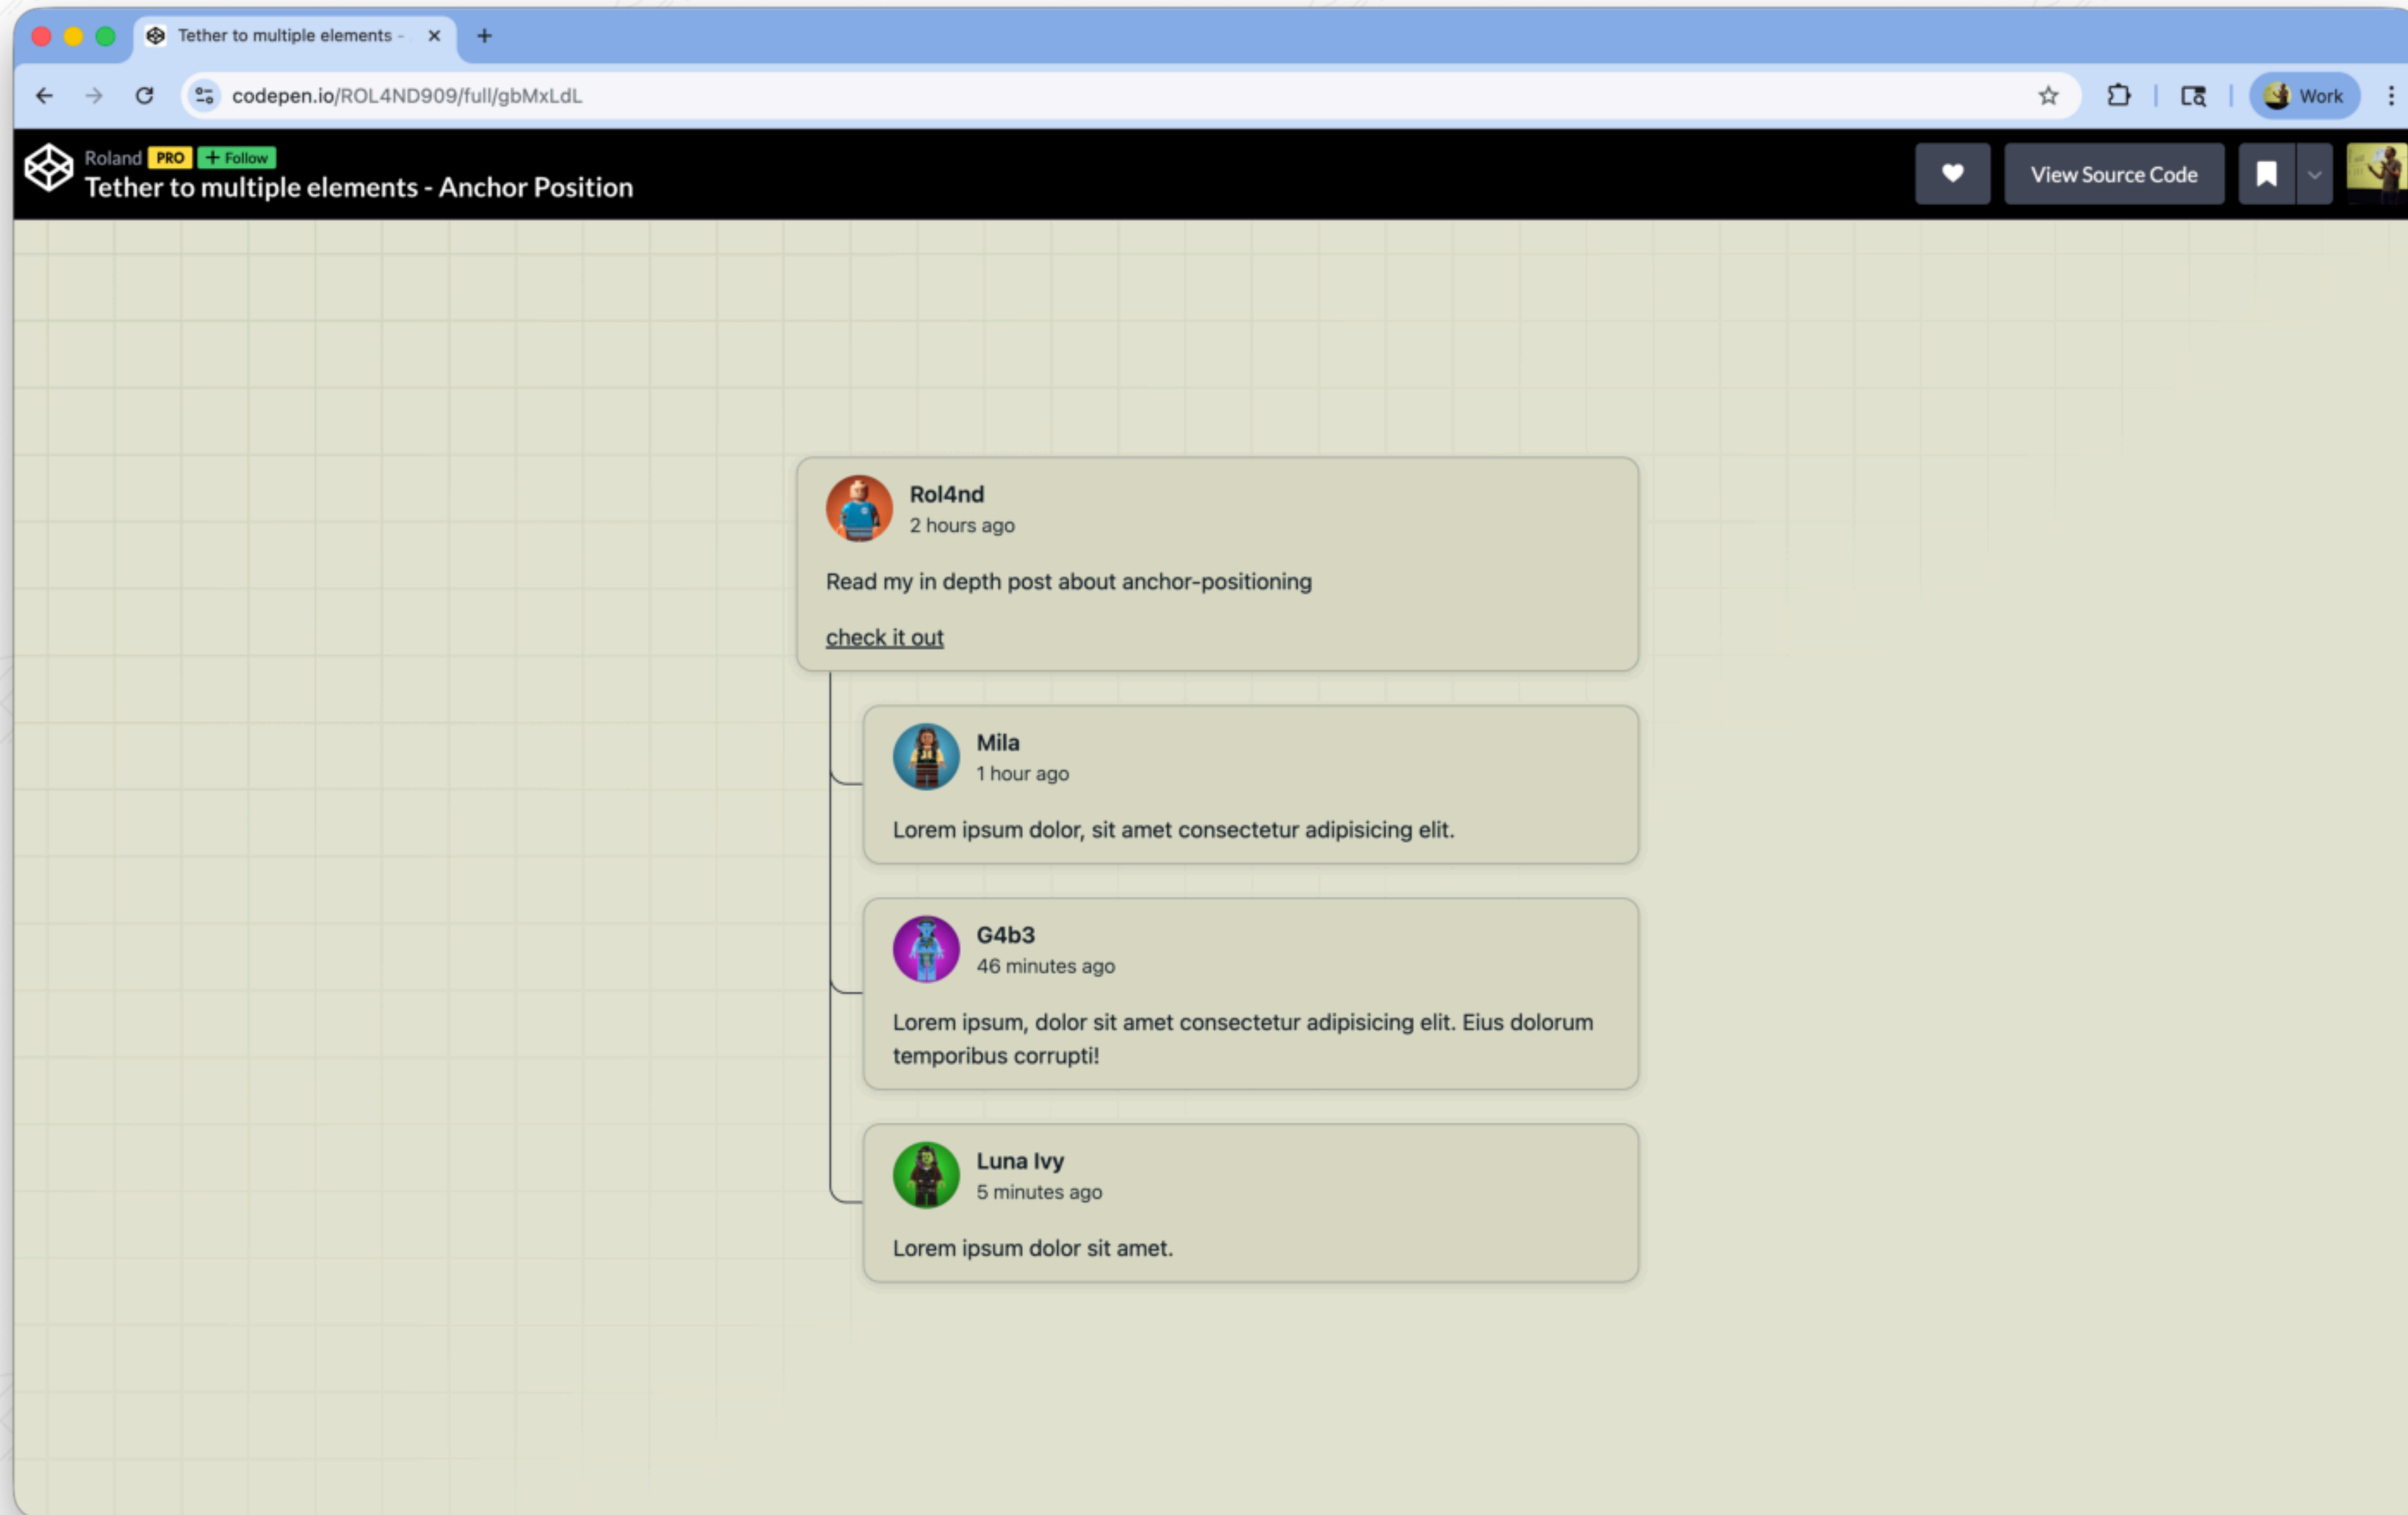 Tether to multiple elements -
codepen.io/ROL4ND909/full/gbMxLdL
Work
Roland PRO + Follow
Tether to multiple elements - Anchor Position
View Source Code
Rol4nd
2 hours ago
Read my in depth post about anchor-positioning
check it out
Mila
1 hour ago
Lorem ipsum dolor, sit amet consectetur adipisicing elit.
G4b3
46 minutes ago
Lorem ipsum, dolor sit amet consectetur adipisicing elit. Eius dolorum
temporibus corrupti!
Luna Ivy
5 minutes ago
Lorem ipsum dolor sit amet.